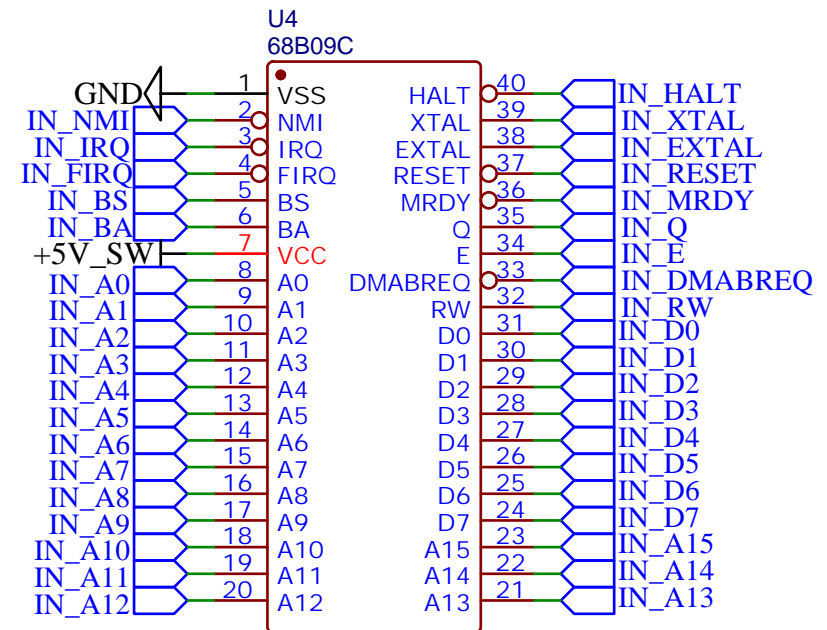 U4
68B09C
GND 1 VSS HALT 40 IN_HALT
IN_NMI 2 NMI XTAL 39 IN_XTAL
IN_IRQ 3 IRQ EXTAL 38 IN_EXTAL
IN_FIRQ 4 FIRQ RESET 37 IN_RESET
IN_BS 5 BS MRDY 36 IN_MRDY
IN_BA 6 BA Q 35 IN_Q
+5V_SW 7 VCC E 34 IN_E
IN_A0 8 A0 DMABREQ 33 IN_DMABREQ
IN_A1 9 A1 RW 32 IN_RW
IN_A2 10 A2 D0 31 IN_D0
IN_A3 11 A3 D1 30 IN_D1
IN_A4 12 A4 D2 29 IN_D2
IN_A5 13 A5 D3 28 IN_D3
IN_A6 14 A6 D4 27 IN_D4
IN_A7 15 A7 D5 26 IN_D5
IN_A8 16 A8 D6 25 IN_D6
IN_A9 17 A9 D7 24 IN_D7
IN_A10 18 A10 A15 23 IN_A15
IN_A11 19 A11 A14 22 IN_A14
IN_A12 20 A12 A13 21 IN_A13